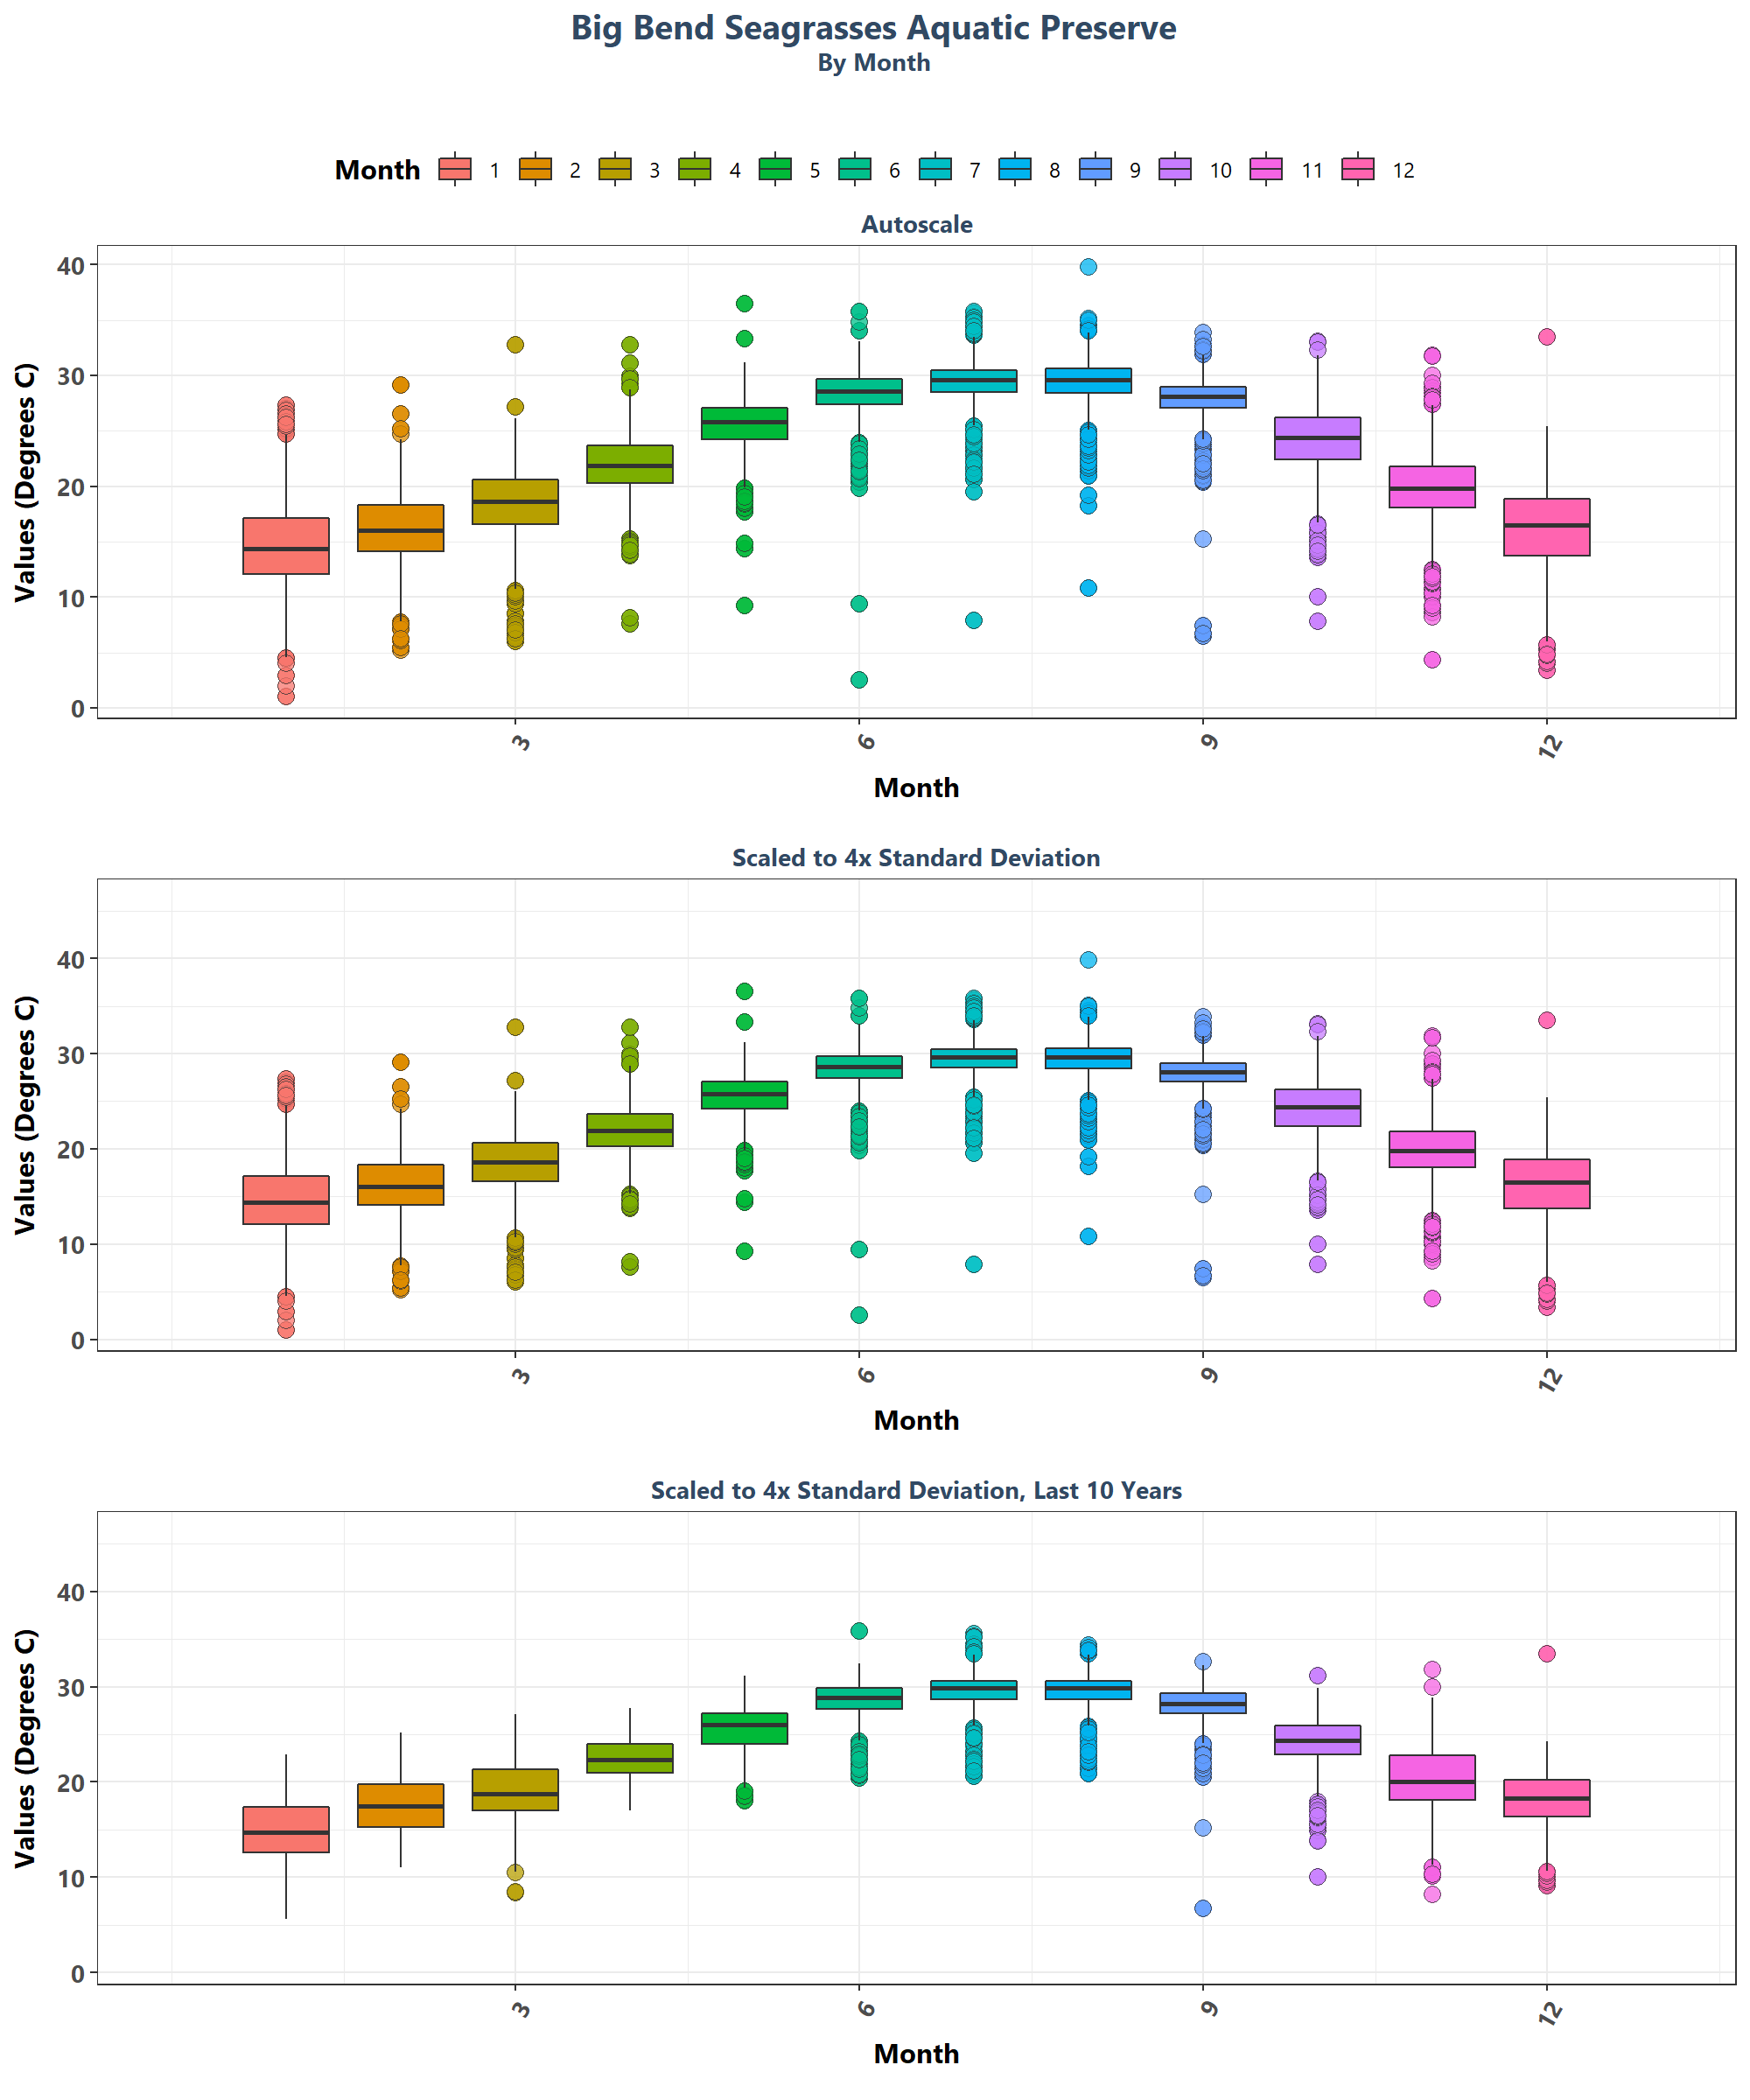 Big Bend Seagrasses Aquatic Preserve
By Month
Month 1 2 3 4 5 6 7 8 9 10 11 12
Autoscale
Values (Degrees C)
40
30
20
10
0
3 6 9 12
Month
Scaled to 4x Standard Deviation
Values (Degrees C)
40
30
20
10
0
3 6 9 12
Month
Scaled to 4x Standard Deviation, Last 10 Years
Values (Degrees C)
40
30
20
10
0
3 6 9 12
Month